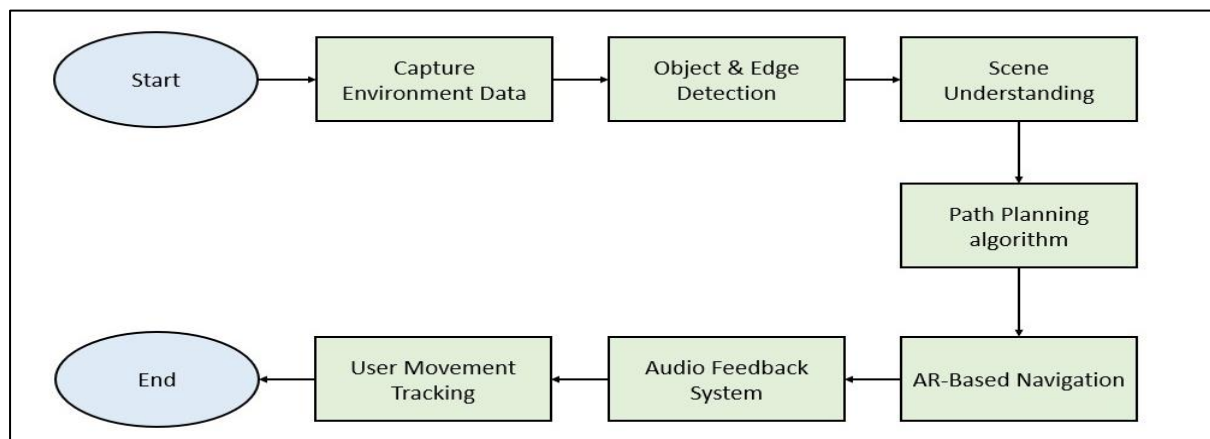 Start
Capture
Environment Data
Object & Edge
Detection
Scene
Understanding
Path Planning
algorithm
AR-Based Navigation
Audio Feedback
System
User Movement
Tracking
End